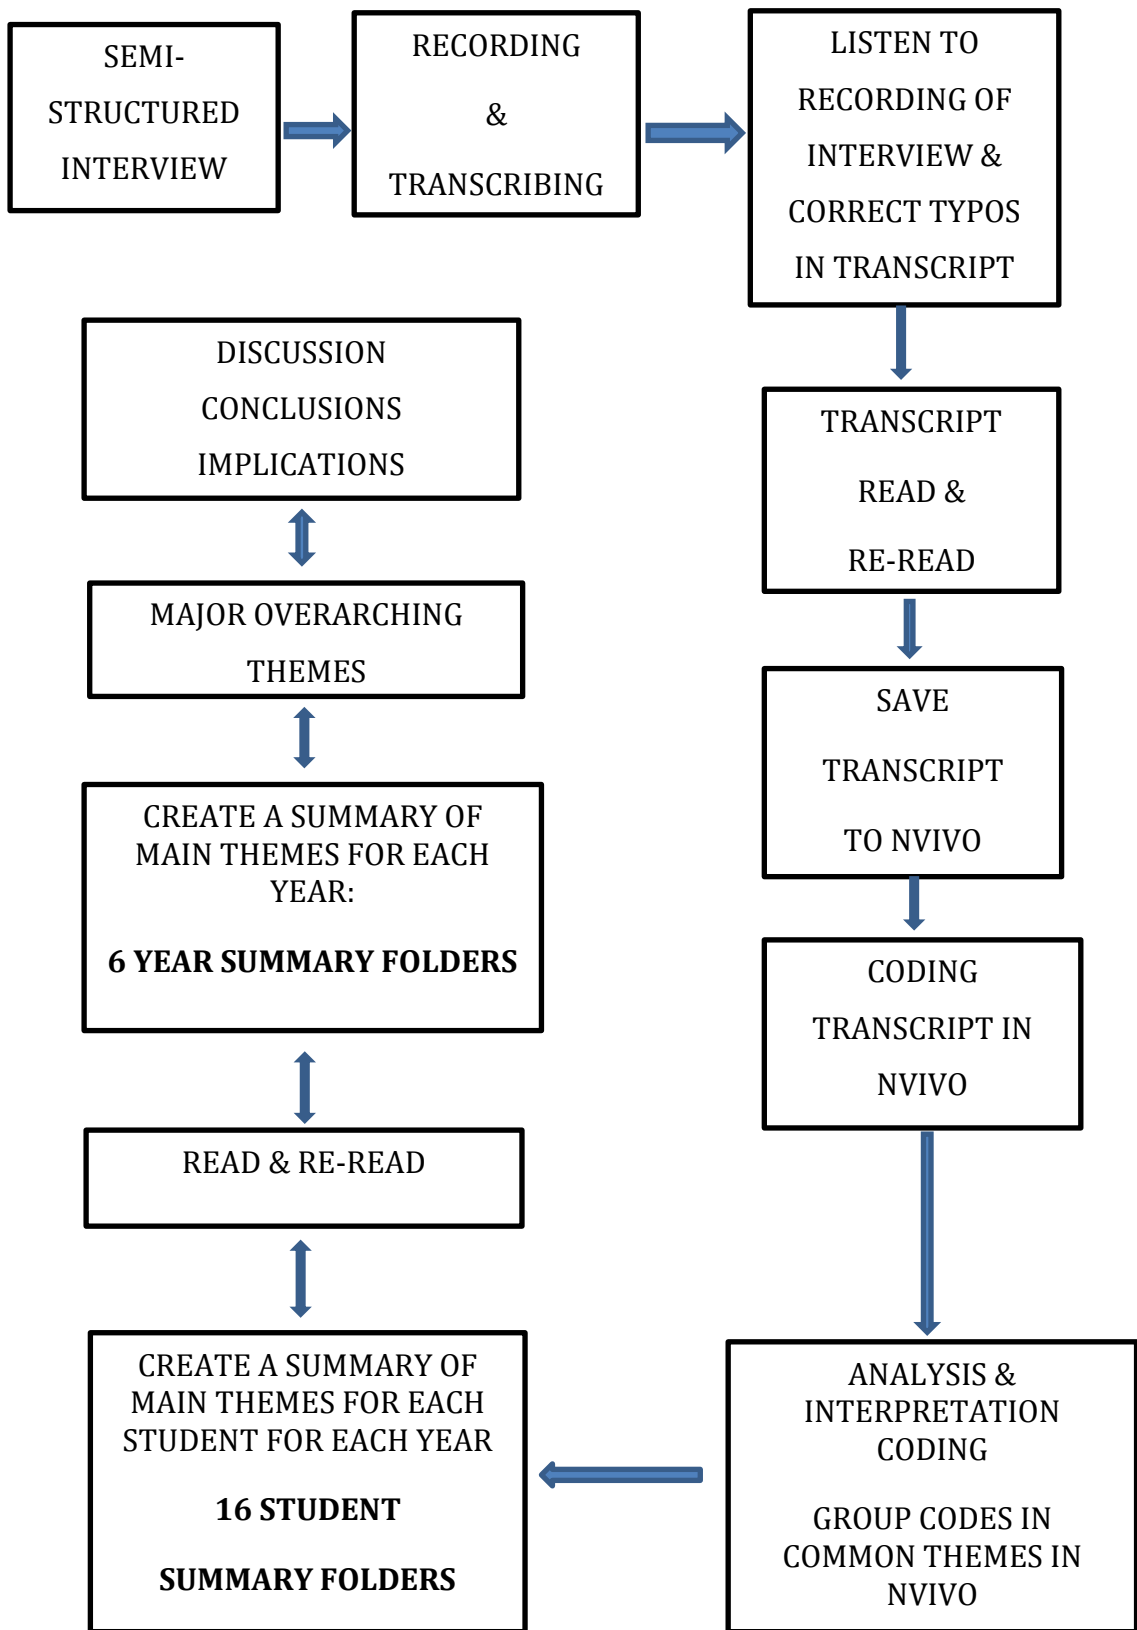 SEMI-
STRUCTURED
INTERVIEW
RECORDING
&
TRANSCRIBING
LISTEN TO
RECORDING OF
INTERVIEW &
CORRECT TYPOS
IN TRANSCRIPT
TRANSCRIPT
READ &
RE-READ
SAVE
TRANSCRIPT
TO NVIVO
CODING
TRANSCRIPT IN
NVIVO
ANALYSIS &
INTERPRETATION
CODING
GROUP CODES IN
COMMON THEMES IN
NVIVO
CREATE A SUMMARY OF
MAIN THEMES FOR EACH
STUDENT FOR EACH YEAR
16 STUDENT
SUMMARY FOLDERS
READ & RE-READ
CREATE A SUMMARY OF
MAIN THEMES FOR EACH
YEAR:
6 YEAR SUMMARY FOLDERS
MAJOR OVERARCHING
THEMES
DISCUSSION
CONCLUSIONS
IMPLICATIONS